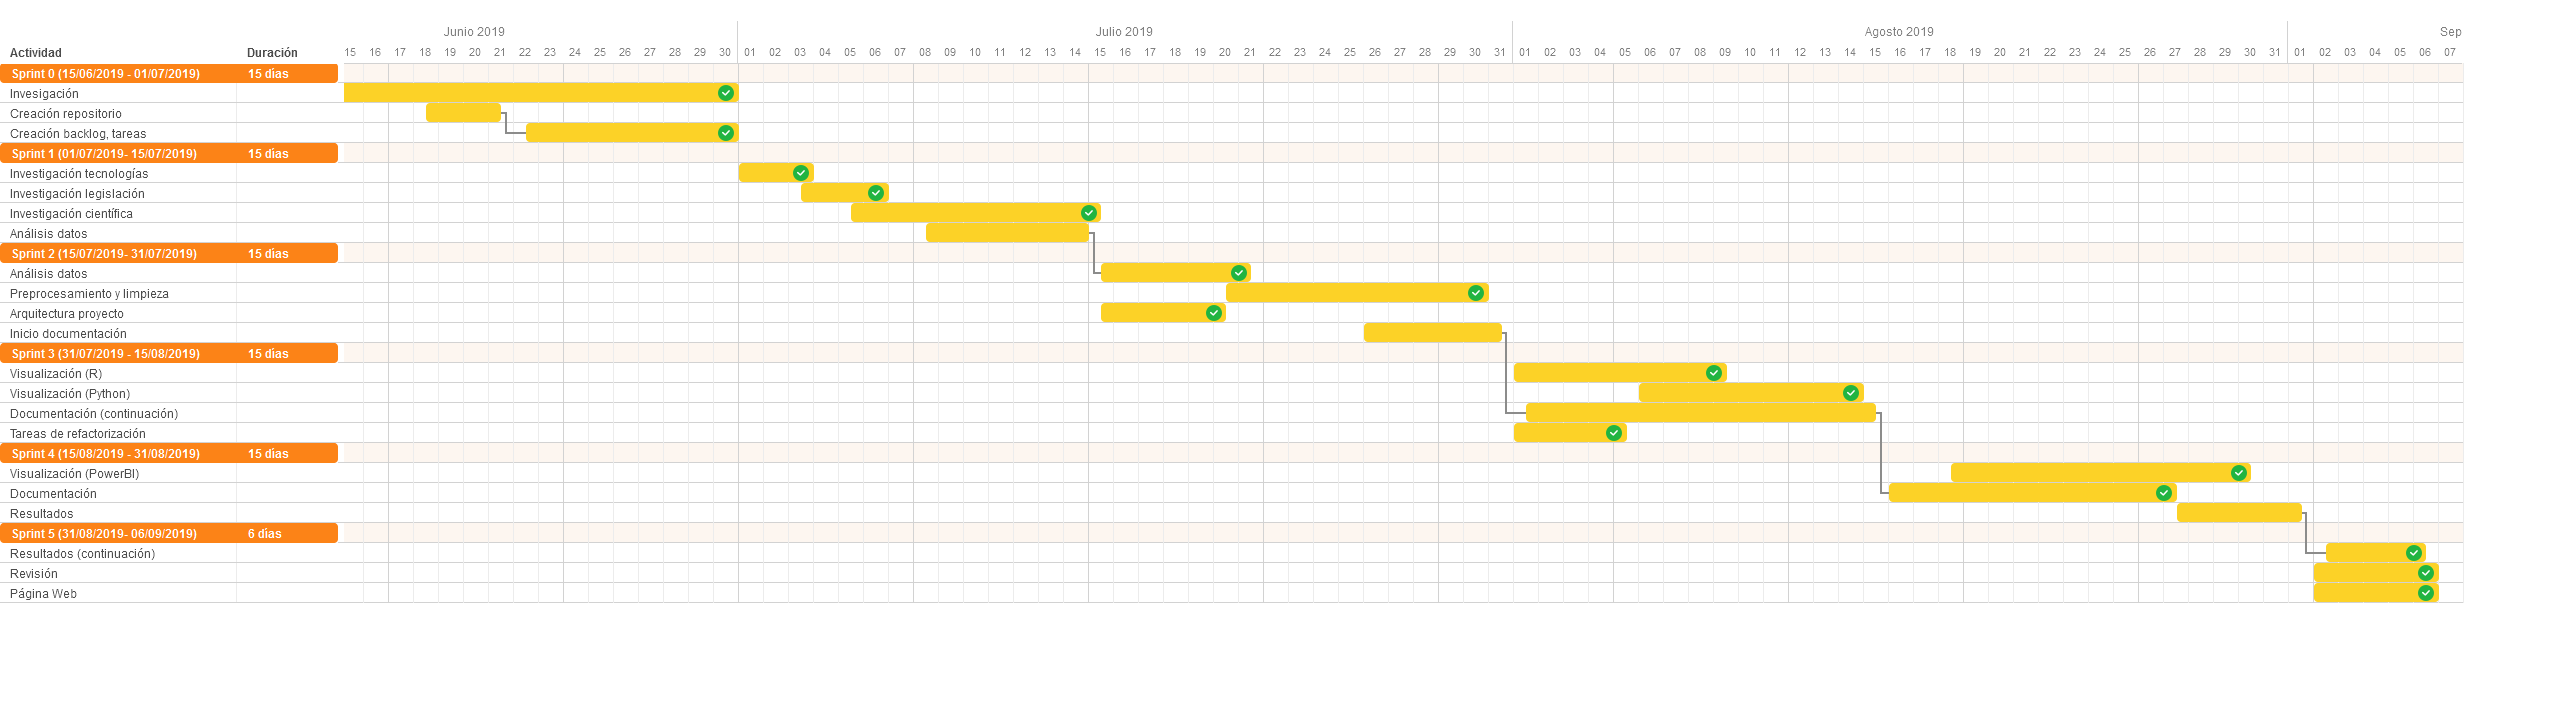 Junio 2019 Julio 2019 Agosto 2019 Sep
Actividad Duración 15 16 17 18 19 20 21 22 23 24 25 26 27 28 29 30 01 02 03 04 05 06 07 08 09 10 11 12 13 14 15 16 17 18 19 20 21 22 23 24 25 26 27 28 29 30 31 01 02 03 04 05 06 07 08 09 10 11 12 13 14 15 16 17 18 19 20 21 22 23 24 25 26 27 28 29 30 31 01 02 03 04 05 06 07
Sprint 0 (15/06/2019 - 01/07/2019) 15 días
Invesigación
Creación repositorio
Creación backlog, tareas
Sprint 1 (01/07/2019- 15/07/2019) 15 días
Investigación tecnologías
Investigación legislación
Investigación científica
Análisis datos
Sprint 2 (15/07/2019- 31/07/2019) 15 días
Análisis datos
Preprocesamiento y limpieza
Arquitectura proyecto
Inicio documentación
Sprint 3 (31/07/2019 - 15/08/2019) 15 días
Visualización (R)
Visualización (Python)
Documentación (continuación)
Tareas de refactorización
Sprint 4 (15/08/2019 - 31/08/2019) 15 días
Visualización (PowerBI)
Documentación
Resultados
Sprint 5 (31/08/2019- 06/09/2019) 6 días
Resultados (continuación)
Revisión
Página Web